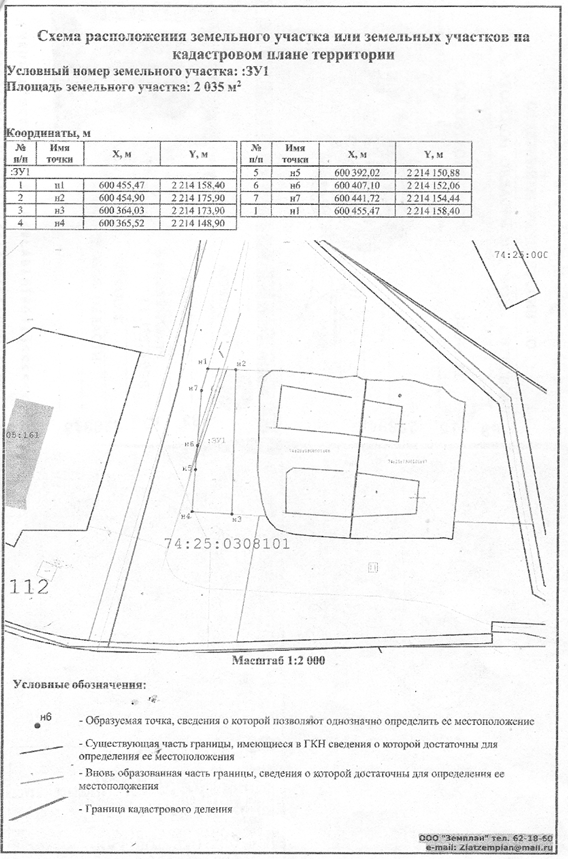 Схема расположения земельного участка или земельных участков на
кадастровом плане территории
Условный номер земельного участка: :ЗУ1
Площадь земельного участка: 2 035 м²
Координаты, м
№ п/п Имя точки X, м Y, м
:ЗУ1
1 н1 600 455,47 2 214 158,40
2 н2 600 454,90 2 214 175,90
3 н3 600 364,03 2 214 173,90
4 н4 600 365,52 2 214 148,90
№ п/п Имя точки X, м Y, м
5 н5 600 392,02 2 214 150,88
6 н6 600 407,10 2 214 152,06
7 н7 600 441,72 2 214 154,44
1 н1 600 455,47 2 214 158,40
74:25:000
н1
н2
н7
05:161
н6
:ЗУ1
н5
н4
н3
74:25:0308101
112
Масштаб 1:2 000
Условные обозначения:
н6
- Образуемая точка, сведения о которой позволяют однозначно определить ее местоположение
- Существующая часть границы, имеющиеся в ГКН сведения о которой достаточны для
определения ее местоположения
- Вновь образованная часть границы, сведения о которой достаточны для определения ее
местоположения
- Граница кадастрового деления
ООО "Земплан" тел. 62-18-60
e-mail: Zlatzemplan@mail.ru